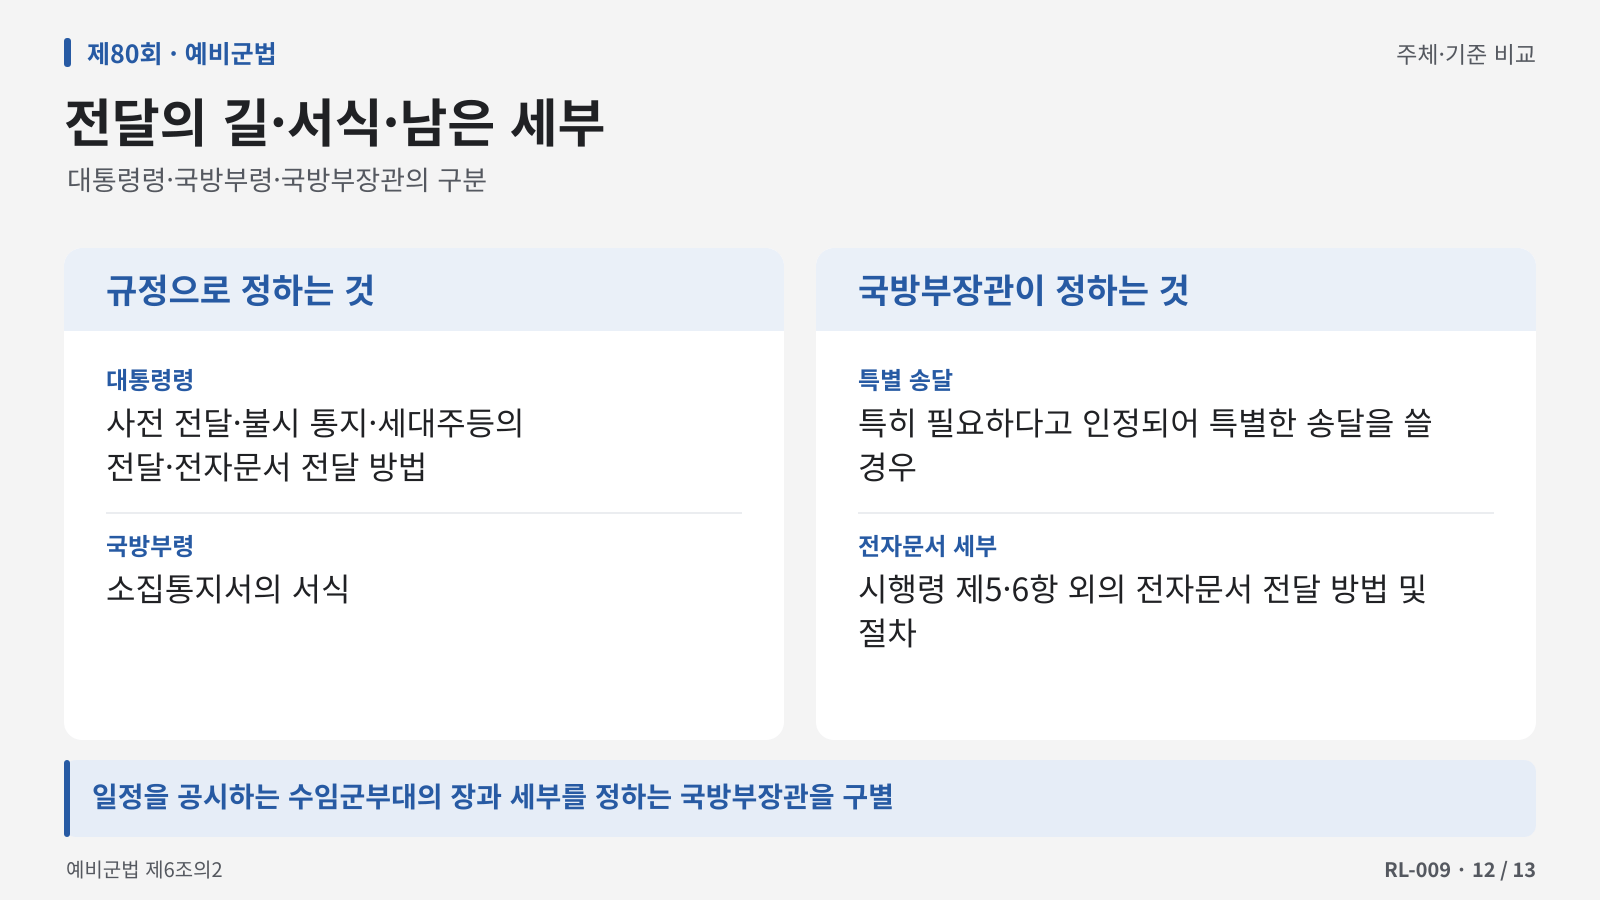 제80회 · 예비군법
주체·기준 비교
전달의 길·서식·남은 세부
대통령령·국방부령·국방부장관의 구분
규정으로 정하는 것
대통령령
사전 전달·불시 통지·세대주등의
전달·전자문서 전달 방법
국방부령
소집통지서의 서식
국방부장관이 정하는 것
특별 송달
특히 필요하다고 인정되어 특별한 송달을 쓸
경우
전자문서 세부
시행령 제5·6항 외의 전자문서 전달 방법 및
절차
일정을 공시하는 수임군부대의 장과 세부를 정하는 국방부장관을 구별
예비군법 제6조의2
RL-009 · 12 / 13